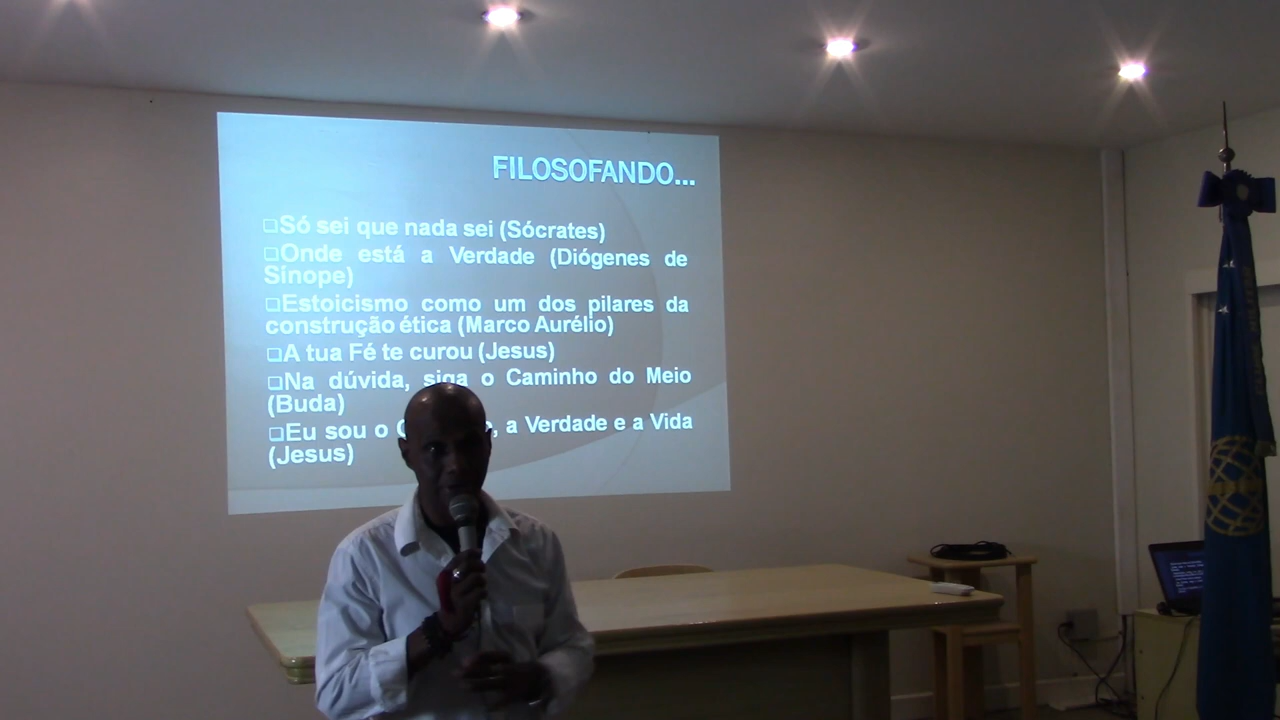 FILOSOFANDO...
❑Só sei que nada sei (Sócrates)
❑Onde está a Verdade (Diógenes de
Sínope)
❑Estoicismo como um dos pilares da
construção ética (Marco Aurélio)
❑A tua Fé te curou (Jesus)
❑Na dúvida, siga o Caminho do Meio
(Buda)
❑Eu sou o , a Verdade e a Vida
(Jesus)